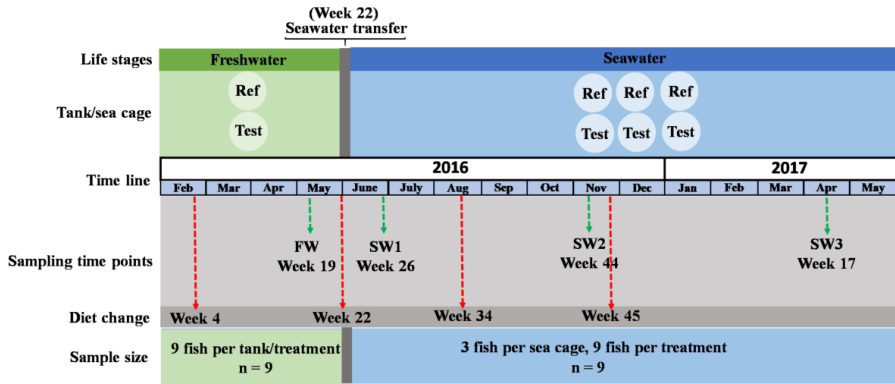 (Week 22)
Seawater transfer
Life stages
Freshwater
Seawater
Tank/sea cage
Ref
Ref
Ref
Ref
Test
Test
Test
Test
Time line
2016
2017
Feb
Mar
Apr
May
June
July
Aug
Sep
Oct
Nov
Dec
Jan
Feb
Mar
Apr
May
Sampling time points
FW
Week 19
SW1
Week 26
SW2
Week 44
SW3
Week 17
Diet change
Week 4
Week 22
Week 34
Week 45
Sample size
9 fish per tank/treatment
n = 9
3 fish per sea cage, 9 fish per treatment
n = 9